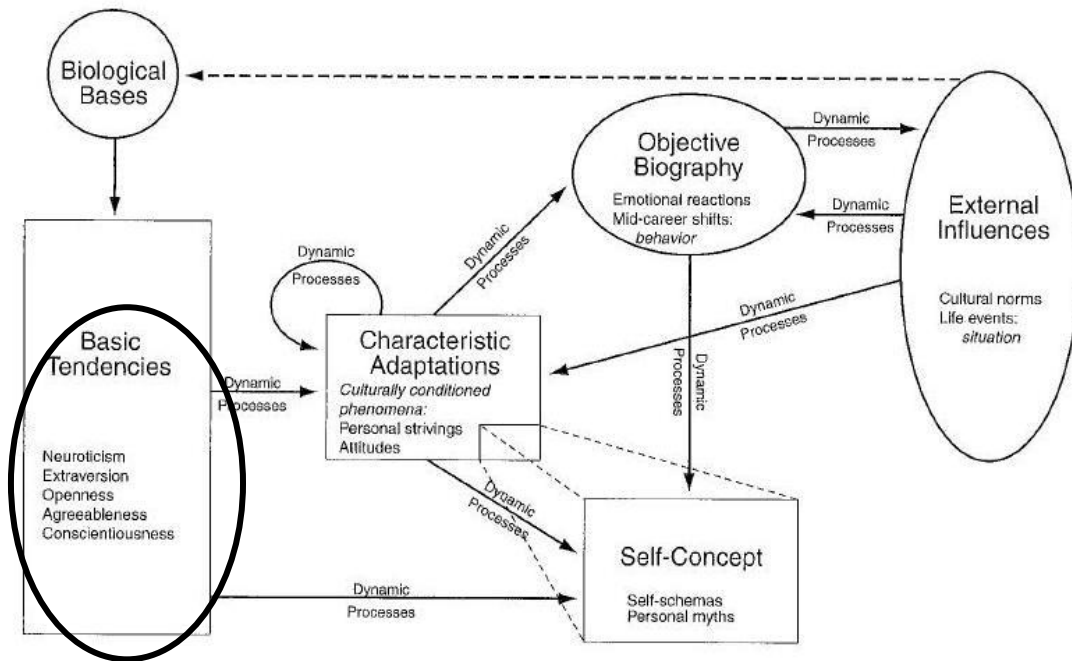 Biological
Bases
Basic
Tendencies
Neuroticism
Extraversion
Openness
Agreeableness
Conscientiousness
Dynamic
Processes
Dynamic
Processes
Characteristic
Adaptations
Culturally conditioned
phenomena:
Personal strivings
Attitudes
Dynamic
Processes
Objective
Biography
Emotional reactions
Mid-career shifts:
behavior
Dynamic
Processes
Dynamic
Processes
External
Influences
Cultural norms
Life events:
situation
Dynamic
Processes
Dynamic
Processes
Dynamic
Processes
Dynamic
Processes
Self-Concept
Self-schemas
Personal myths